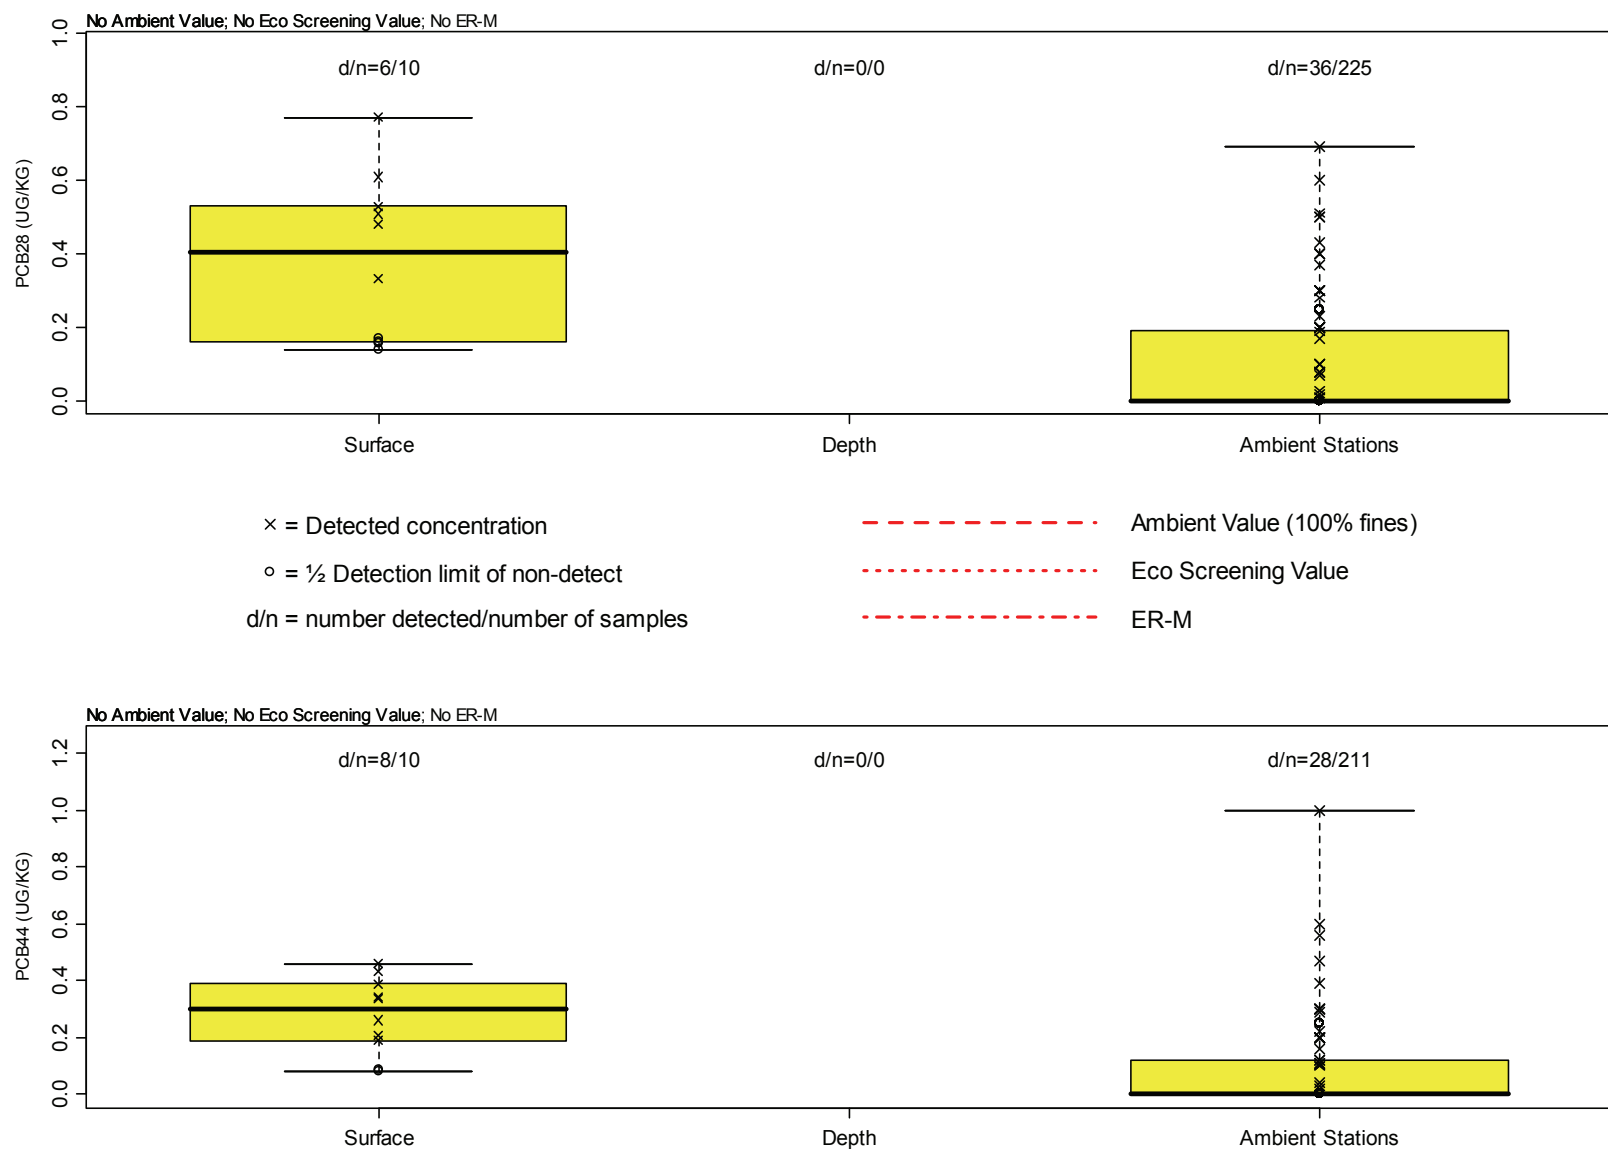 No Ambient Value; No Eco Screening Value; No ER-M
d/n=6/10 d/n=0/0 d/n=36/225
PCB28 (UG/KG)
1.0
0.8
0.6
0.4
0.2
0.0
Surface Depth Ambient Stations
× = Detected concentration
o = ½ Detection limit of non-detect
d/n = number detected/number of samples
Ambient Value (100% fines)
Eco Screening Value
ER-M
No Ambient Value; No Eco Screening Value; No ER-M
d/n=8/10 d/n=0/0 d/n=28/211
PCB44 (UG/KG)
1.2
1.0
0.8
0.6
0.4
0.2
0.0
Surface Depth Ambient Stations